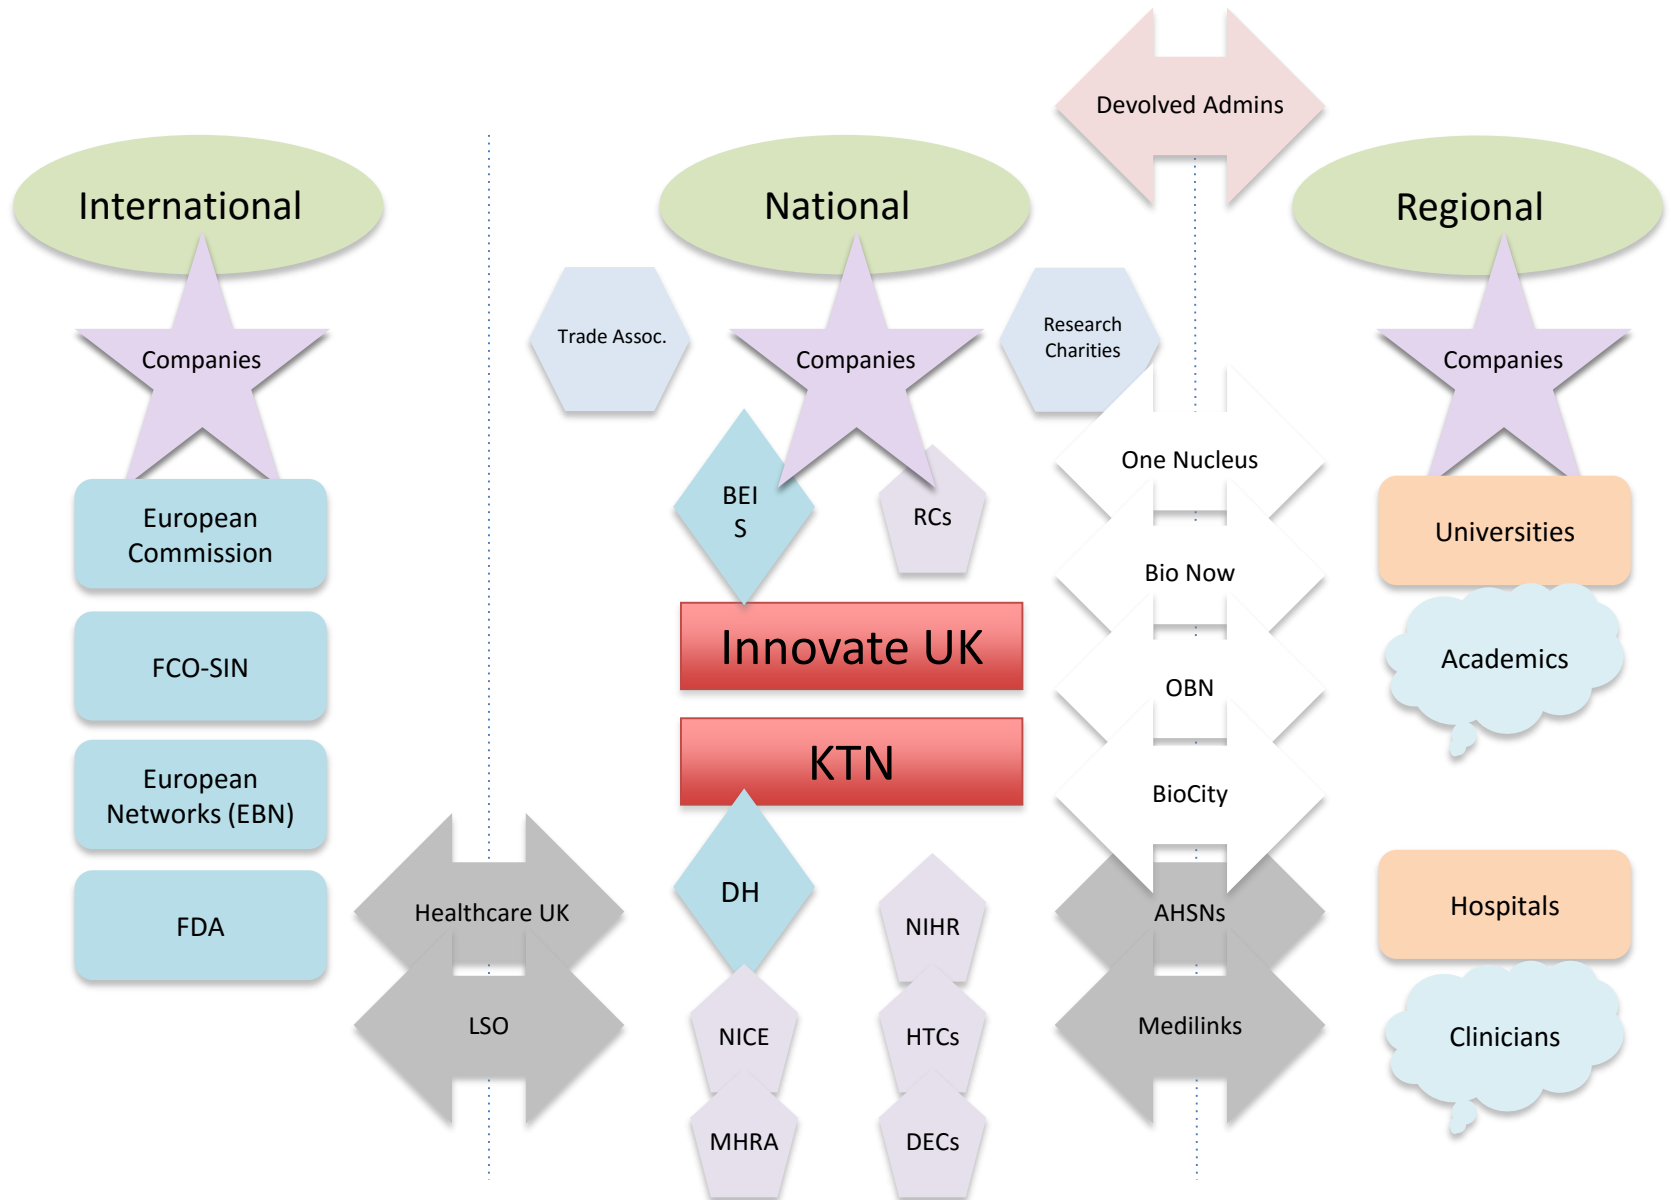 Devolved Admins
International
National
Regional
Companies
Trade Assoc.
Companies
Research
Charities
Companies
European
Commission
BEI
S
RCs
One Nucleus
Universities
Bio Now
FCO-SIN
Innovate UK
OBN
Academics
European
Networks (EBN)
KTN
BioCity
FDA
Healthcare UK
DH
NIHR
AHSNs
Hospitals
LSO
NICE
HTCs
Medilinks
Clinicians
MHRA
DECs